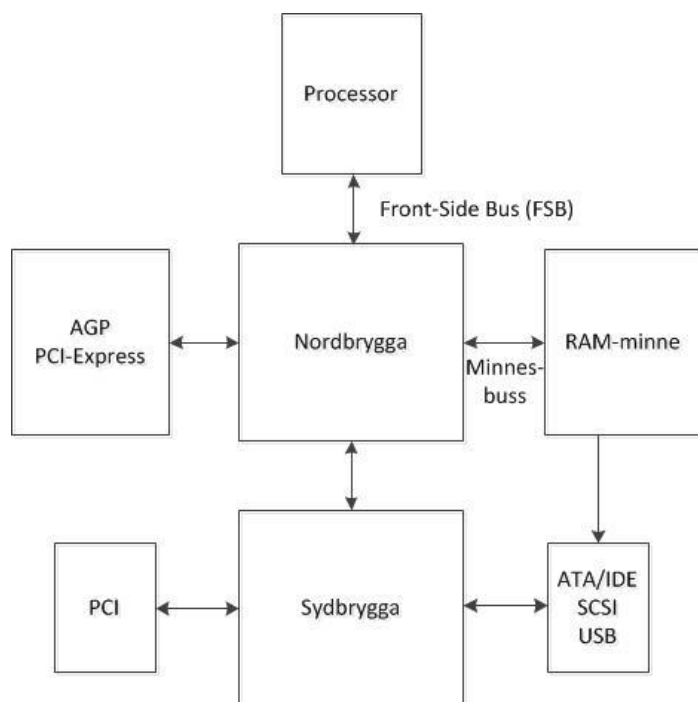 Processor
Front-Side Bus (FSB)
AGP
PCI-Express
Nordbrygga
Minnes-
buss
RAM-minne
PCI
Sydbrygga
ATA/IDE
SCSI
USB